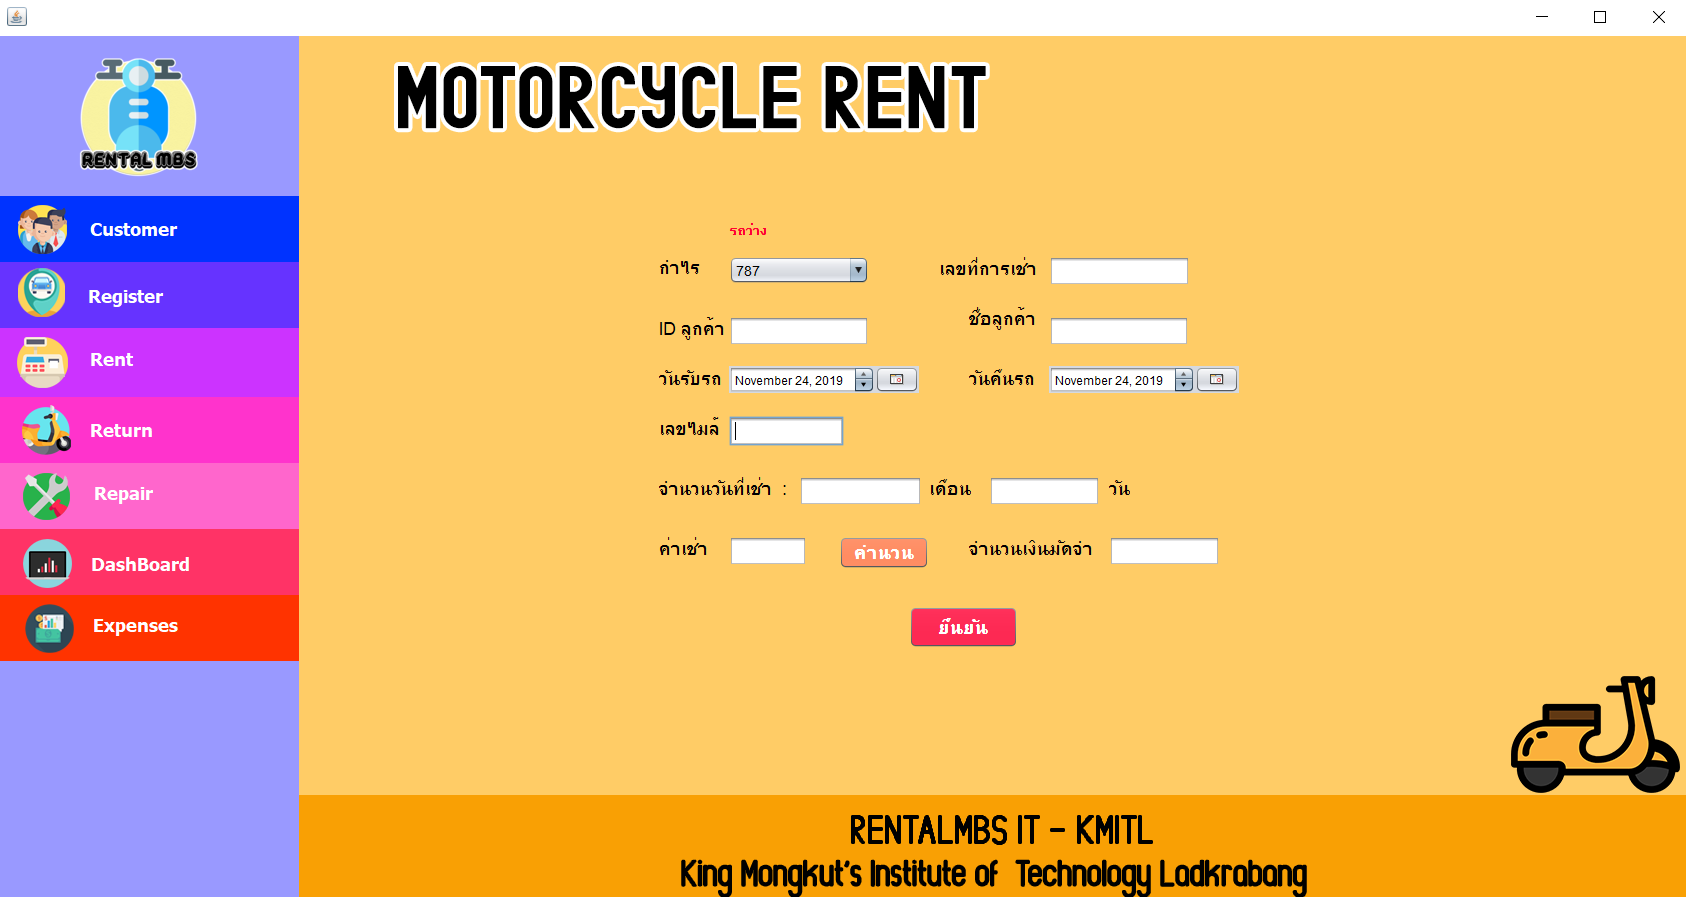 RENTAL MBS
Customer
Register
Rent
Return
Repair
DashBoard
Expenses
MOTORCYCLE RENT
รถว่าง
กำไร 787 เลขที่การเช่า
ID ลูกค้า ชื่อลูกค้า
วันรับรถ November 24, 2019 วันคืนรถ November 24, 2019
เลขไมล์
จำนวนวันที่เช่า : เดือน วัน
ค่าเช่า คำนวน จำนวนเงินมัดจำ
ยืนยัน
RENTALMBS IT - KMITL
King Mongkut's Institute of Technology Ladkrabang